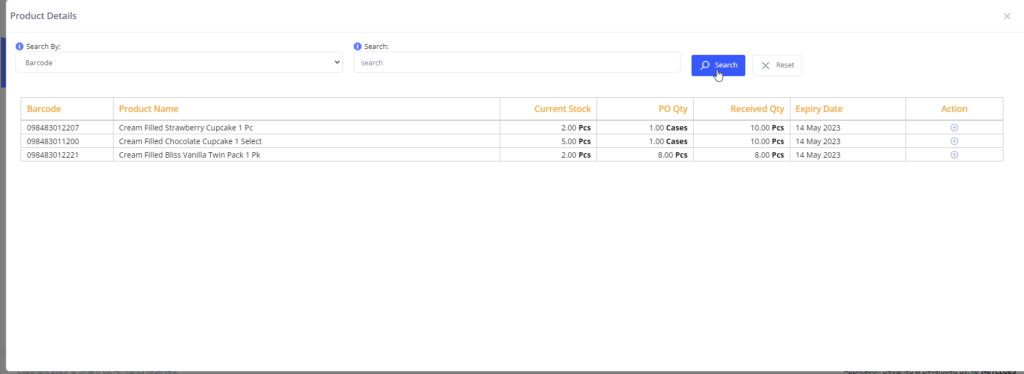 Product Details
Search By: Search:
Barcode search Search Reset
Barcode Product Name Current Stock PO Qty Received Qty Expiry Date Action
098483012207 Cream Filled Strawberry Cupcake 1 Pc 2.00 Pcs 1.00 Cases 10.00 Pcs 14 May 2023
098483011200 Cream Filled Chocolate Cupcake 1 Select 5.00 Pcs 1.00 Cases 10.00 Pcs 14 May 2023
098483012221 Cream Filled Bliss Vanilla Twin Pack 1 Pk 2.00 Pcs 8.00 Pcs 8.00 Pcs 14 May 2023